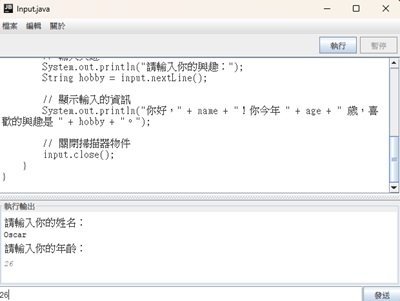 Input.java
檔案 編輯 關於
執行 暫停
System.out.println("請輸入你的興趣：");
String hobby = input.nextLine();
// 顯示輸入的資訊
System.out.println("你好，" + name + "！你今年 " + age + " 歲，喜
歡的興趣是 " + hobby + "。");
// 關閉掃描器物件
input.close();
}
}
執行輸出
請輸入你的姓名：
Oscar
請輸入你的年齡：
26
26 發送